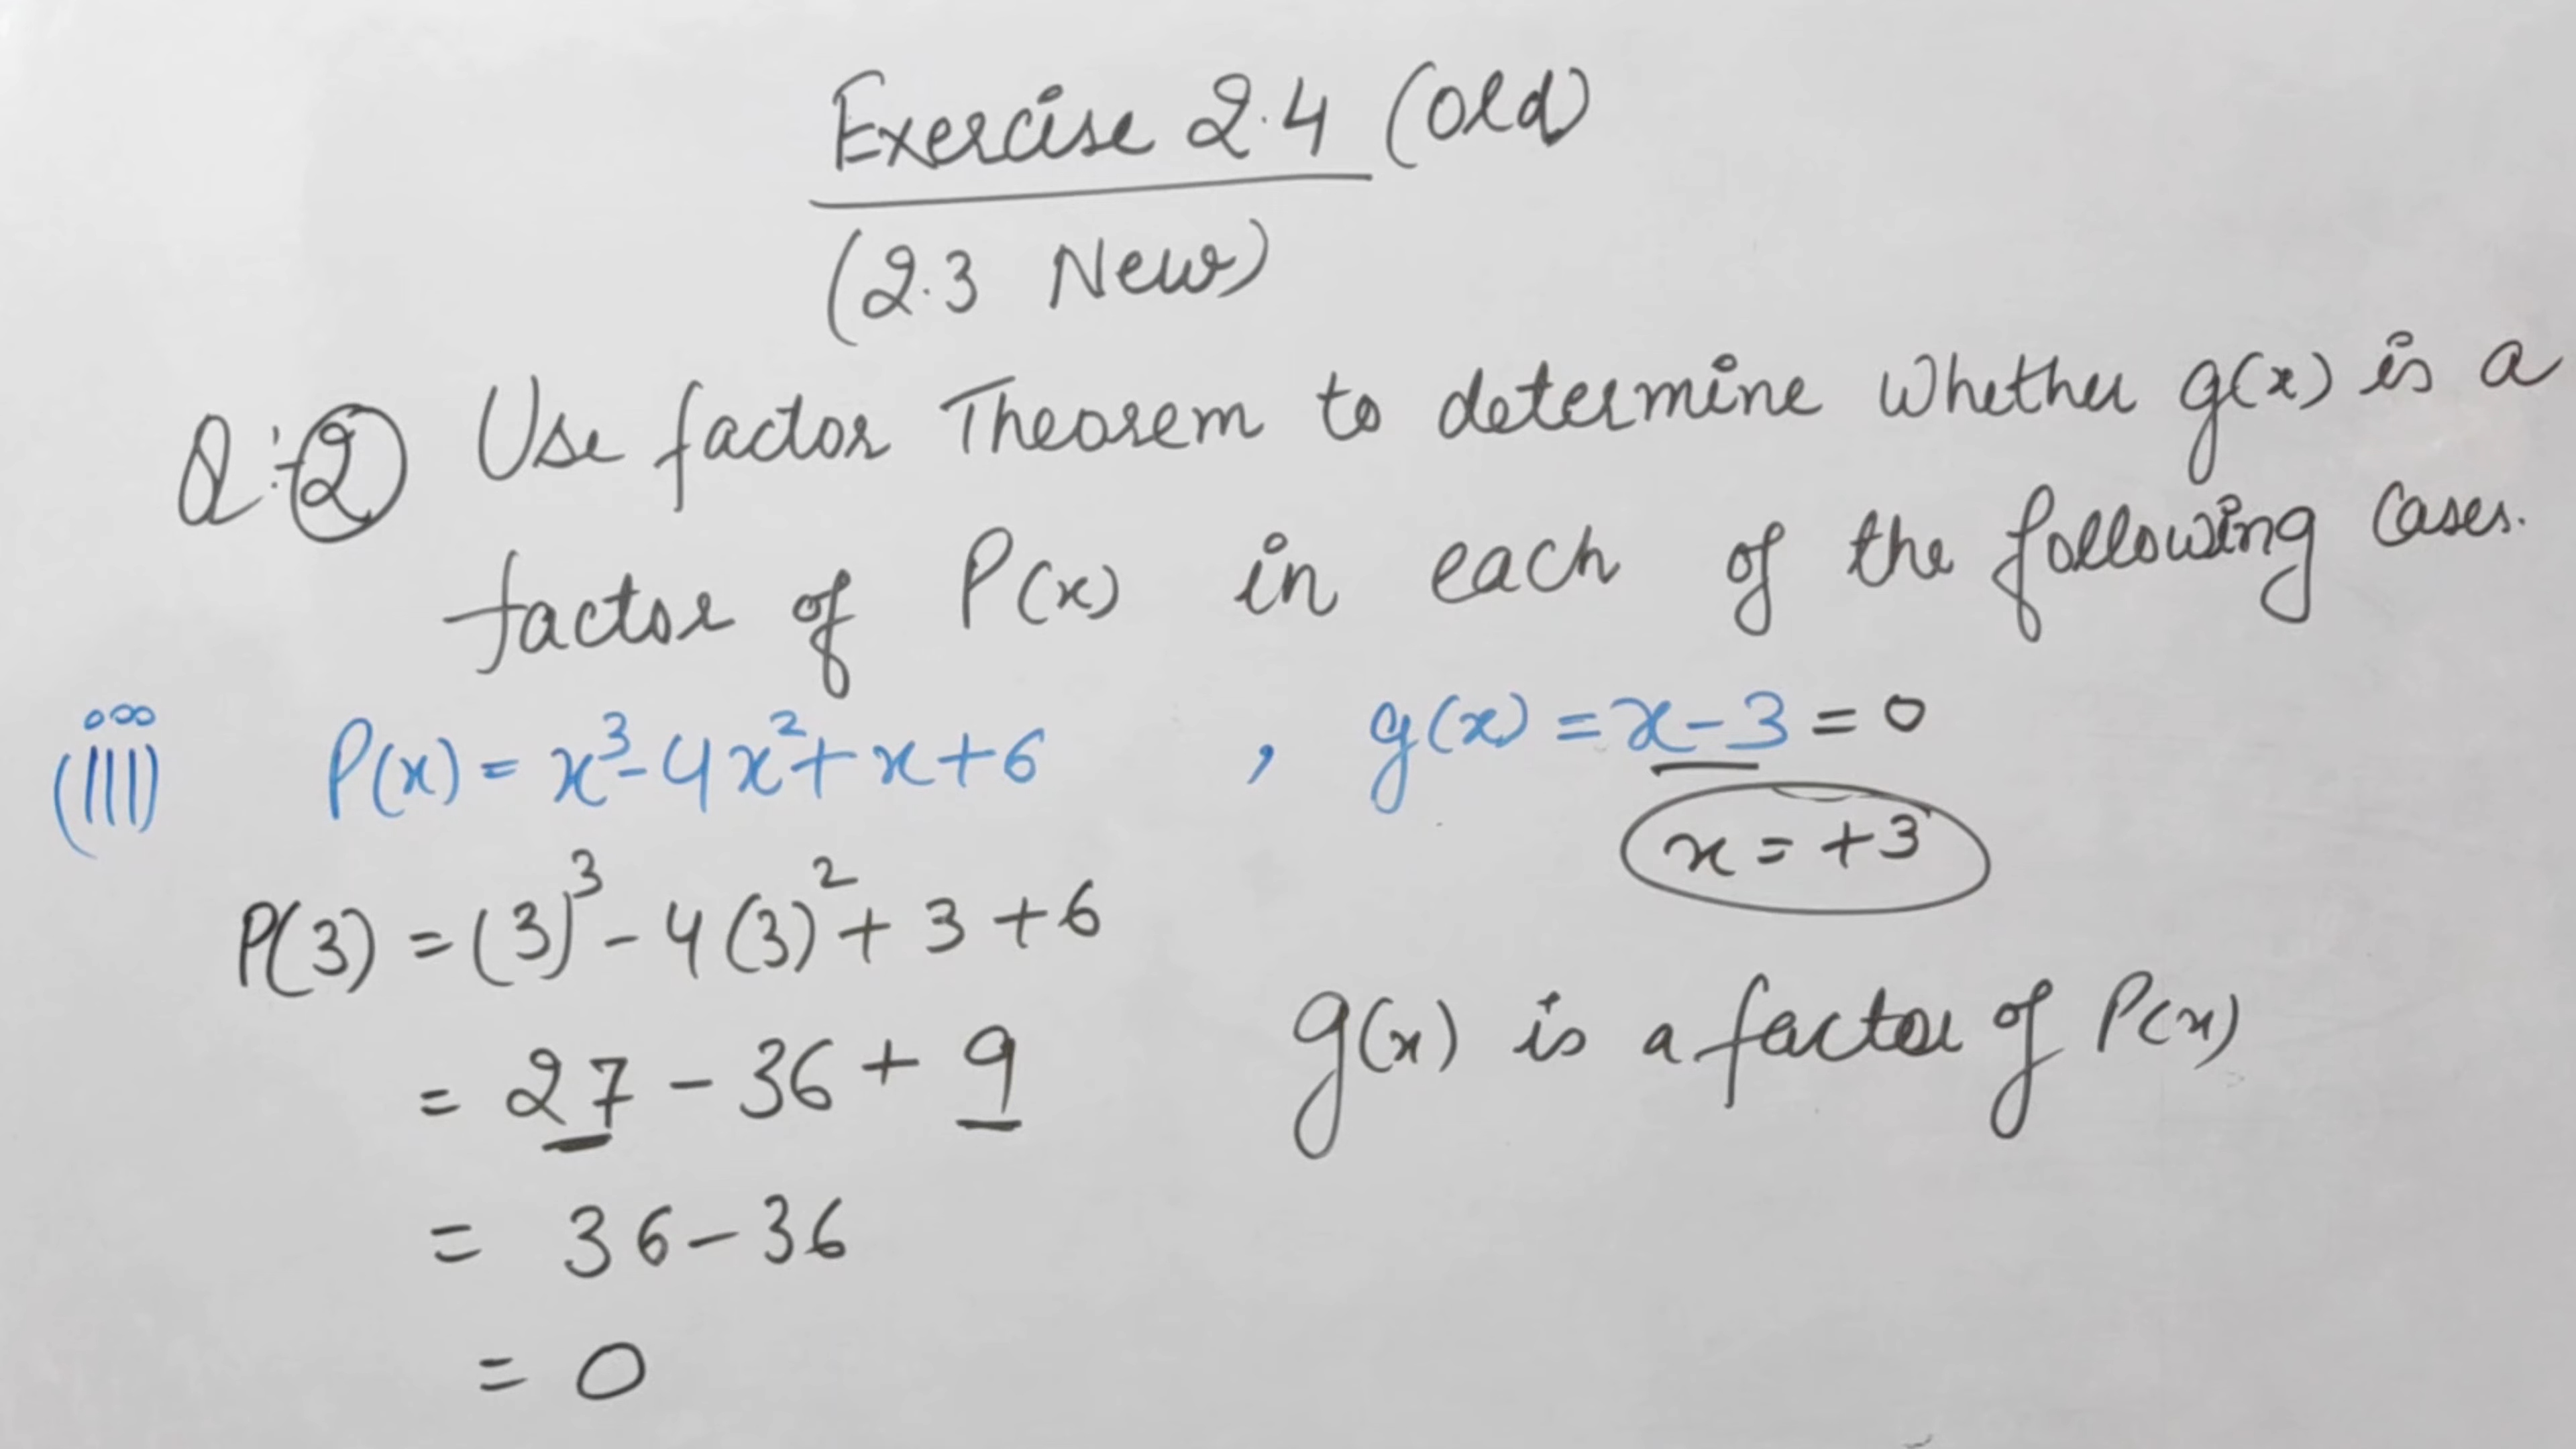 Exercise 2.4 (old)
(2.3 New)
Q:-2 Use factor Theorem to determine whether g(x) is a
factor of P(x) in each of the following cases.
(iii) P(x) = x³-4x²+x+6 , g(x) = x-3 = 0
x = +3
P(3) = (3)³ - 4(3)² + 3 + 6
= 27 - 36 + 9 g(x) is a factor of P(x)
= 36 - 36
= 0